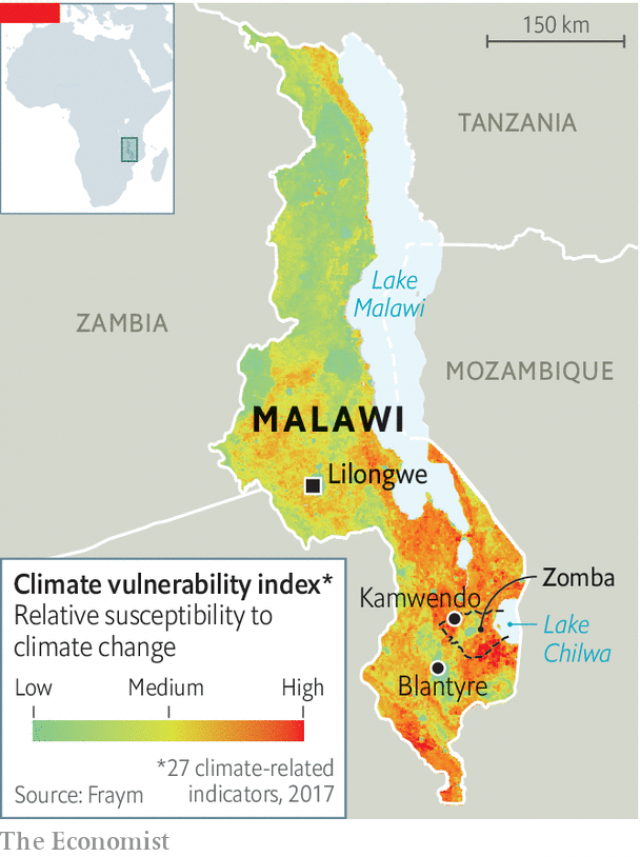 150 km
TANZANIA
Lake
Malawi
ZAMBIA
MOZAMBIQUE
MALAWI
Lilongwe
Climate vulnerability index*
Relative susceptibility to
climate change
Low Medium High
*27 climate-related
Source: Fraym indicators, 2017
Kamwendo
Zomba
Lake
Chilwa
Blantyre
The Economist